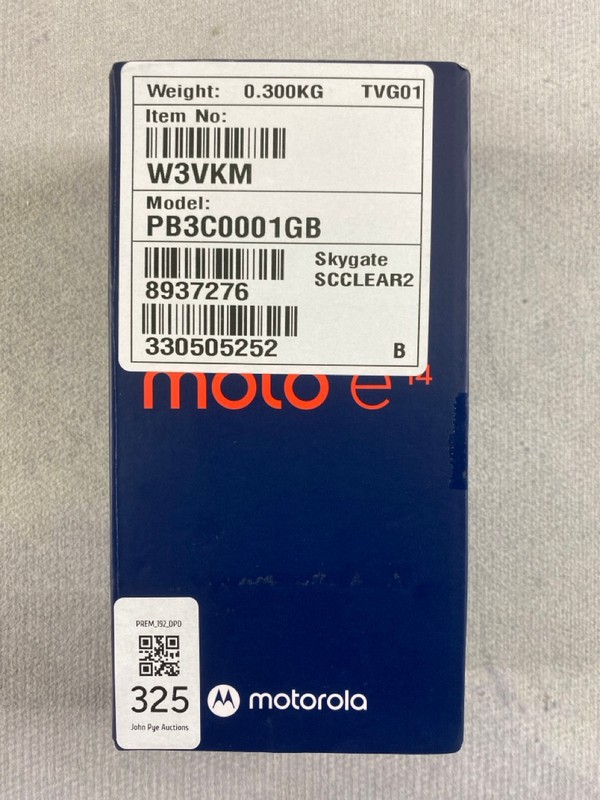 Weight: 0.300KG TVG01
Item No:
W3VKM
Model:
PB3C0001GB
Skygate
SCCLEAR2
8937276
330505252 B
moto e14
PREM_192_DPD
325
John Pye Auctions
motorola